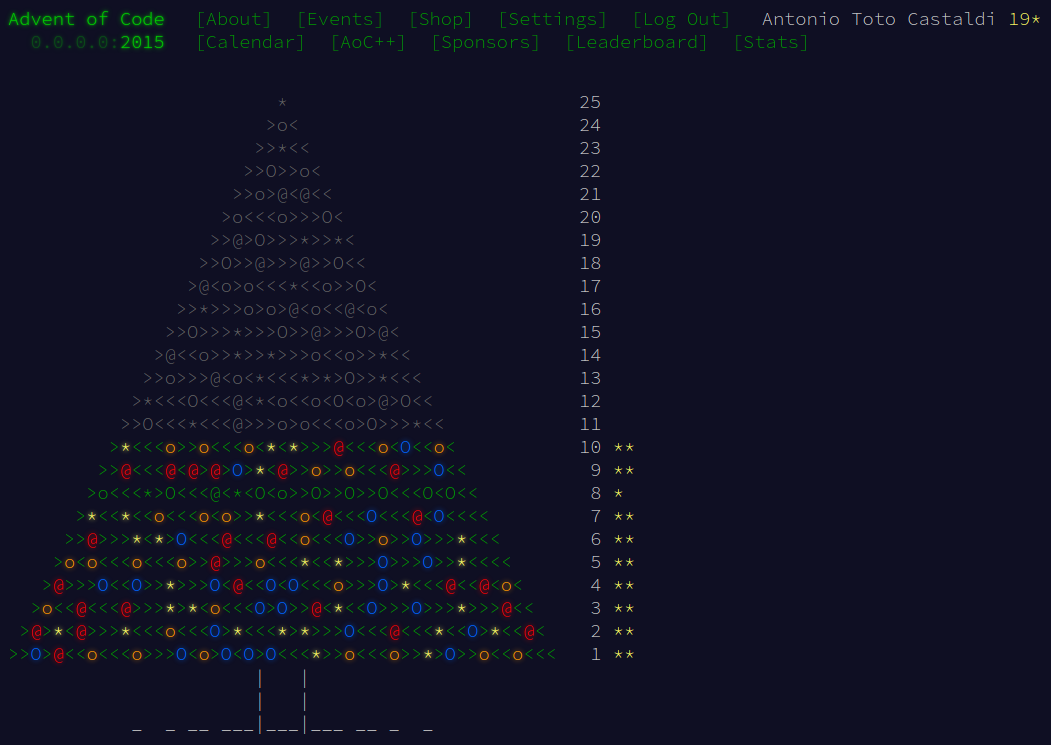 Advent of Code [About] [Events] [Shop] [Settings] [Log Out] Antonio Toto Castaldi 19*
0.0.0.0:2015 [Calendar] [AoC++] [Sponsors] [Leaderboard] [Stats]
* 25
>o< 24
>>*<< 23
>>O>>o< 22
>>o>@<@<< 21
>o<<<o>>>O< 20
>>@>O>>>*>>*< 19
>>O>>@>>>@>>O<< 18
>@<o>o<<<*<<o>>O< 17
>>*>>>o>o>@<o<<@<o< 16
>>O>>>*>>>O>>@>>>O>@< 15
>@<<o>>*>>*>>>o<<o>>*<< 14
>>o>>>@<o<*<<<*>*>O>>*<<< 13
>*<<<O<<<@<*<o<<o<O<o>@>O<< 12
>>O<<<*<<<o<<<@>>>o<<<o>O>>>*<< 11
>*<<<o>>o<<<o<*<*>>>@<<<o<O<<o< 10 **
>>@<<<@<@>@>O>*<@>>o>>o<<<@>>>O<< 9 **
>o<<<*>O<<<@<*<O<o>>O>>O>>O<<<O<O<< 8 *
>*<<*<<o<<<o<o>>*<<<o<@<<<O<<<@<O<<<< 7 **
>>@>>>*<*>O<<<@<<<@<<o<<<O>>o>>O>>>*<<< 6 **
>o<o<<<o<<<o>>@>>>o<<<*<<*>>>O>>>O>>*<<<< 5 **
>@>>>O<<O>>*>>>O<@<<O<O<<<o>>>O>*<<<@<<@<o< 4 **
>o<<@<<<@>>>*>*<o<<<O>O>>@<*<<O>>>O>>>*>>>@<< 3 **
>@>*<@>>>*<<<o<<<O>*<<<*>*>>>O<<<@<<<*<<O>*<<@< 2 **
>>O>@<<o<<<o>>>O<o>O<O>O<<<<*>>o<<<o>>*>O>>o<<o<<< 1 **
| |
| |
_ _ __ ___|___|___ __ _ _